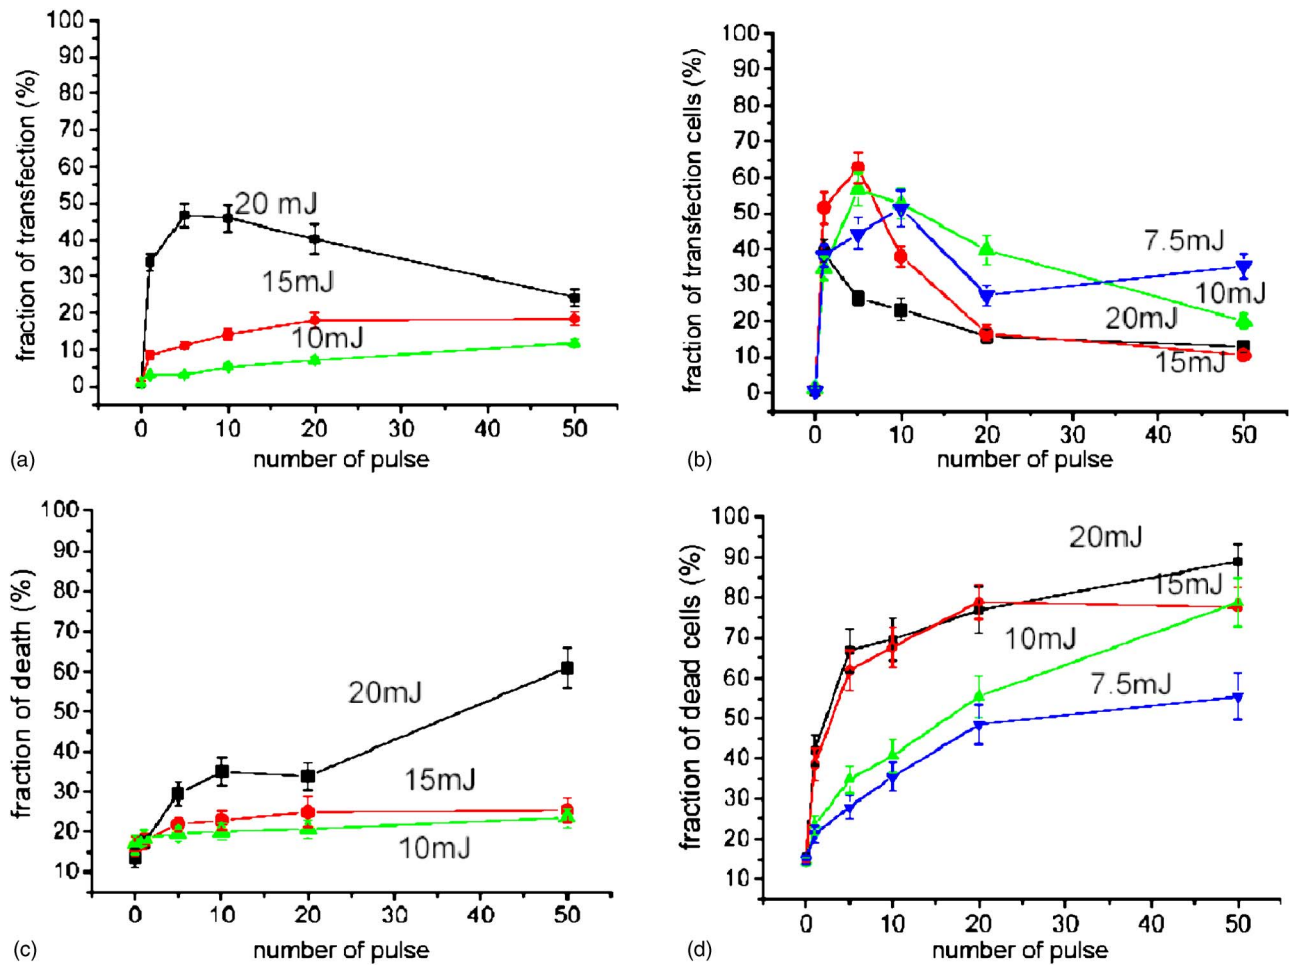 fraction of transfection (%)
100
90
80
70
60
50
40
30
20
10
0
20 mJ
15mJ
10mJ
0 10 20 30 40 50
number of pulse
(a)
fraction of transfection cells (%)
100
90
80
70
60
50
40
30
20
10
0
7.5mJ
10mJ
20mJ
15mJ
0 10 20 30 40 50
number of pulse
(b)
fraction of death (%)
100
90
80
70
60
50
40
30
20
10
20mJ
15mJ
10mJ
0 10 20 30 40 50
number of pulse
(c)
fraction of dead cells (%)
100
90
80
70
60
50
40
30
20
10
20mJ
15mJ
10mJ
7.5mJ
0 10 20 30 40 50
number of pulse
(d)